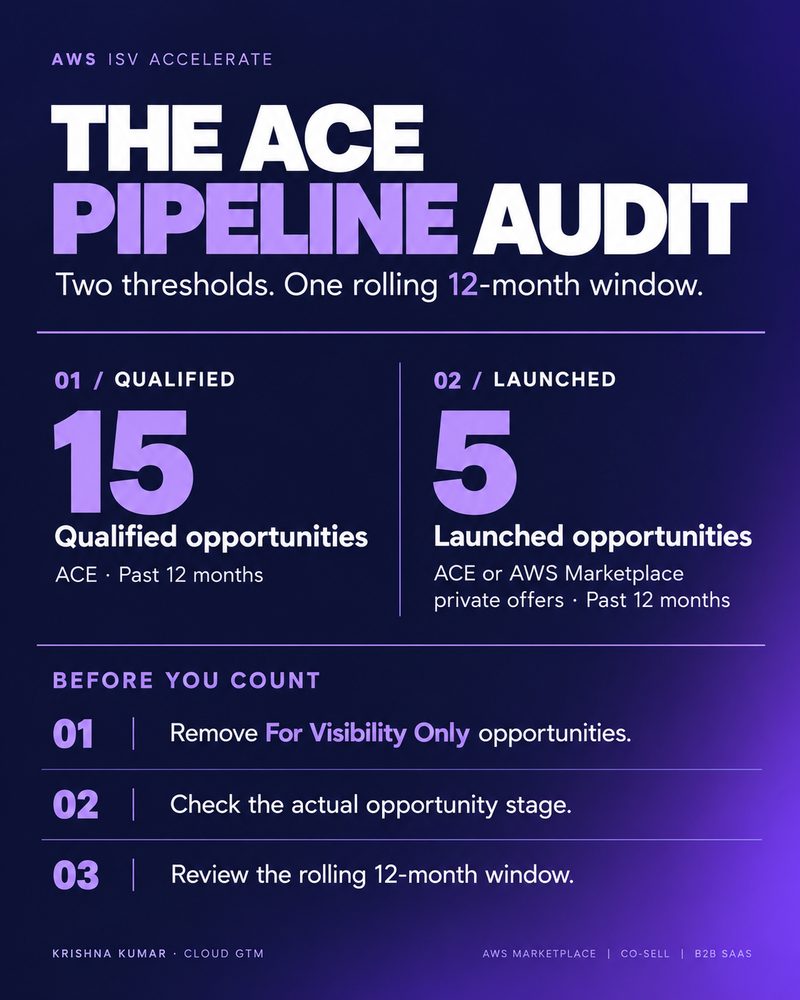 AWS ISV ACCELERATE
THE ACE
PIPELINE AUDIT
Two thresholds. One rolling 12-month window.
01 / QUALIFIED
15
Qualified opportunities
ACE · Past 12 months
02 / LAUNCHED
5
Launched opportunities
ACE or AWS Marketplace
private offers · Past 12 months
BEFORE YOU COUNT
01 | Remove For Visibility Only opportunities.
02 | Check the actual opportunity stage.
03 | Review the rolling 12-month window.
KRISHNA KUMAR · CLOUD GTM
AWS MARKETPLACE | CO-SELL | B2B SAAS